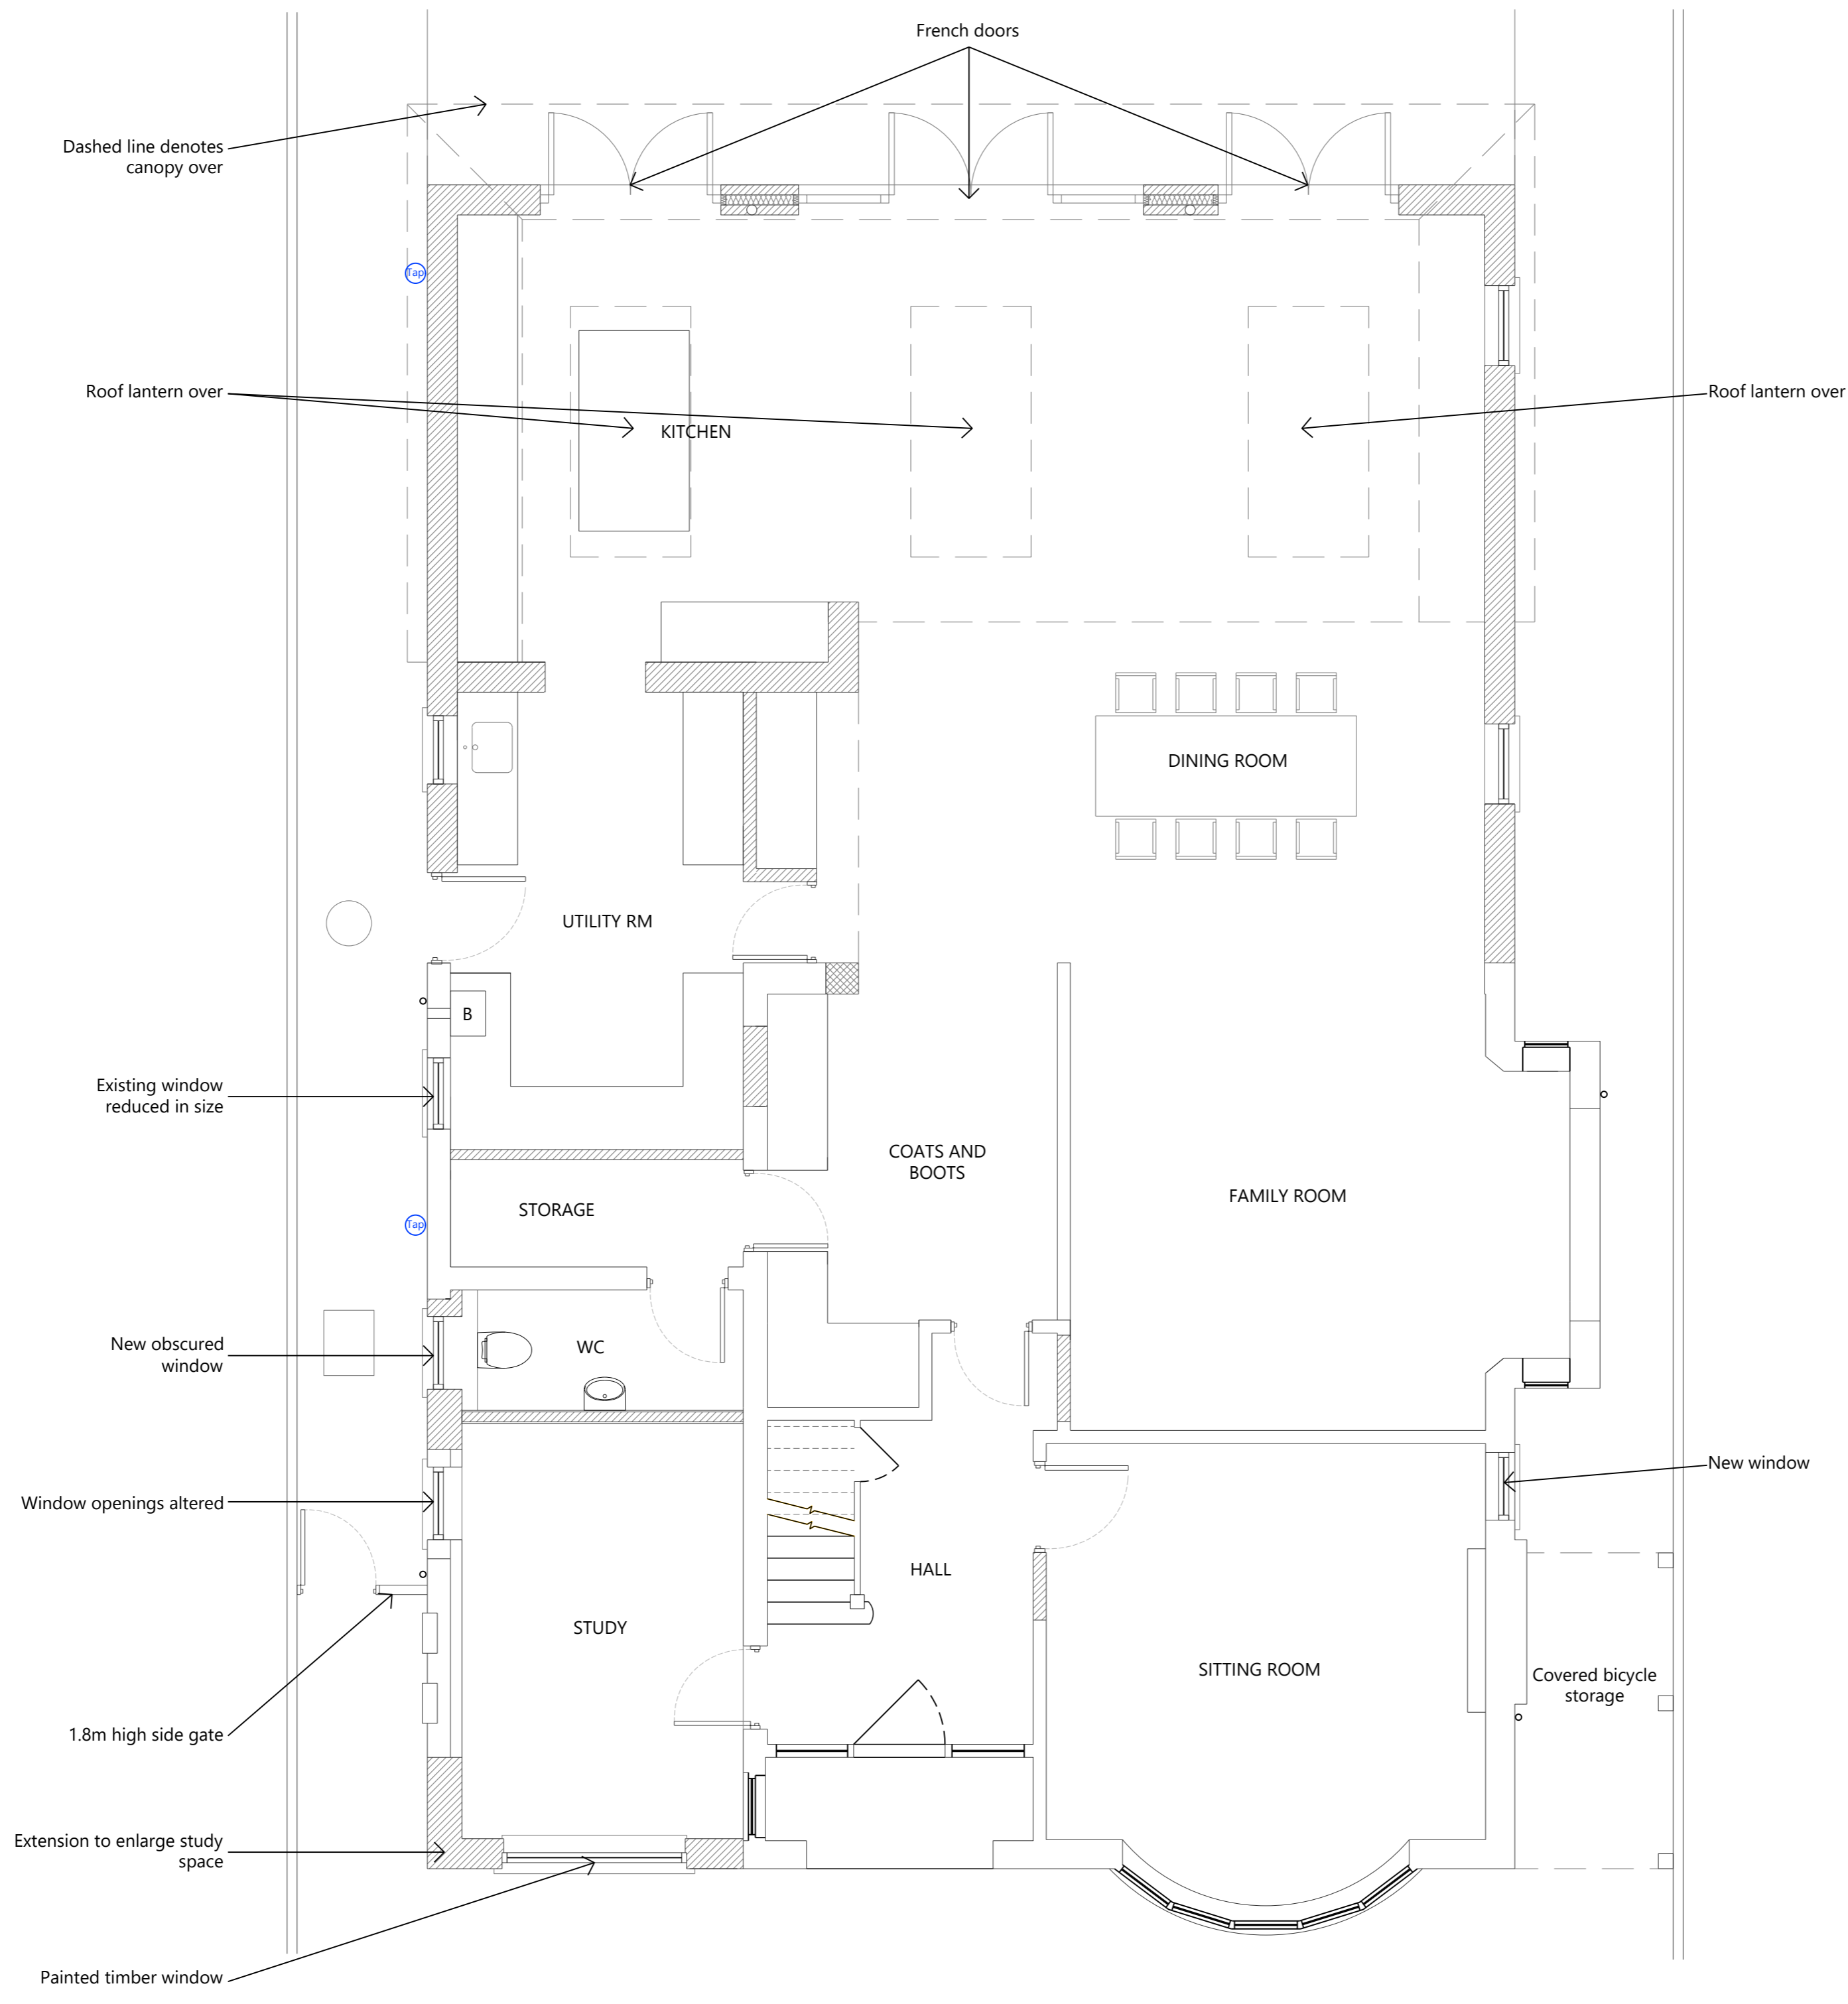 French doors
Dashed line denotes
canopy over
Tap
Roof lantern over
Roof lantern over
KITCHEN
DINING ROOM
UTILITY RM
B
Existing window
reduced in size
COATS AND
BOOTS
FAMILY ROOM
STORAGE
Tap
New obscured
window
WC
New window
Window openings altered
HALL
STUDY
SITTING ROOM
Covered bicycle
storage
1.8m high side gate
Extension to enlarge study
space
Painted timber window